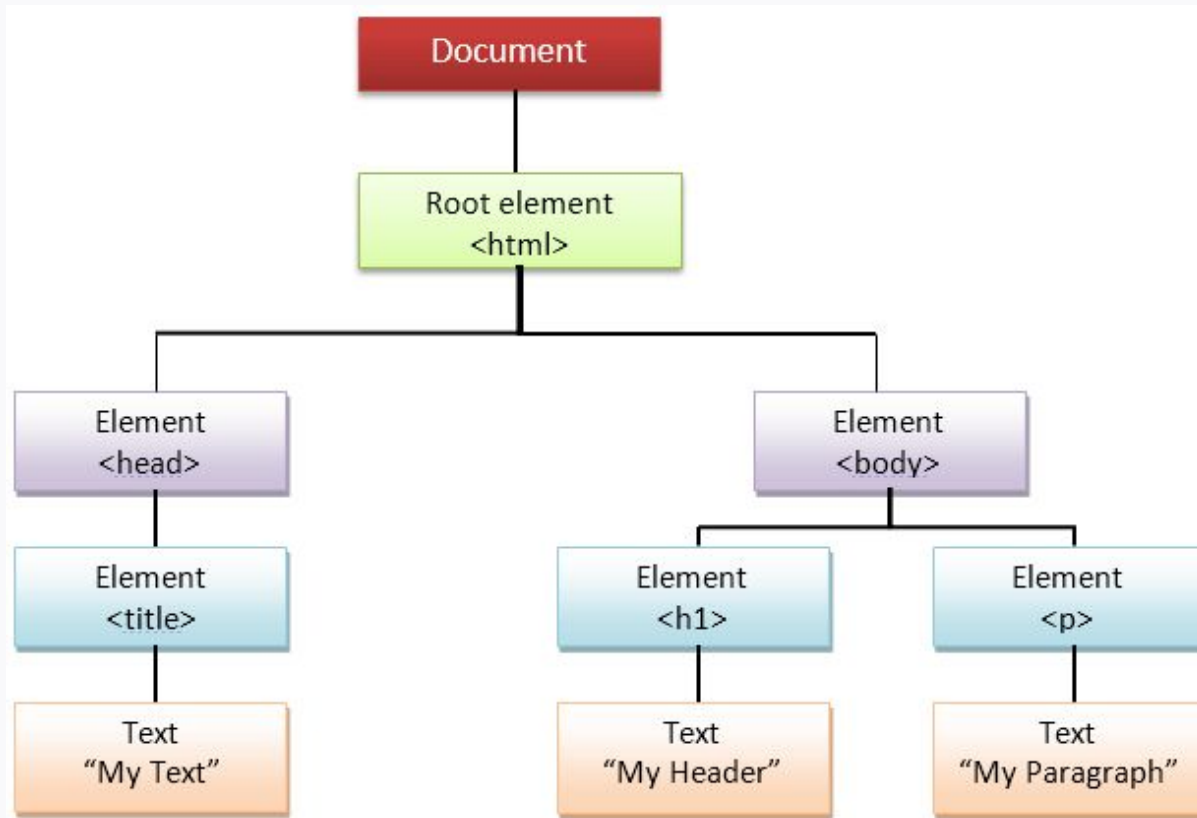 Document
Root element
<html>
Element
<head>
Element
<body>
Element
<title>
Element
<h1>
Element
<p>
Text
“My Text”
Text
“My Header”
Text
“My Paragraph”